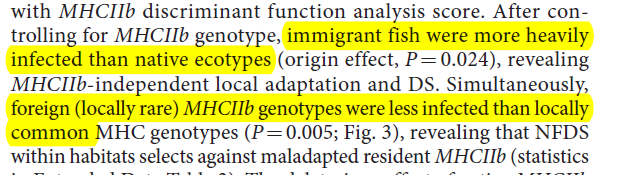 with MHCIIb discriminant function analysis score. After con-
trolling for MHCIIb genotype, immigrant fish were more heavily
infected than native ecotypes (origin effect, P = 0.024), revealing
MHCIIb-independent local adaptation and DS. Simultaneously,
foreign (locally rare) MHCIIb genotypes were less infected than locally
common MHC genotypes (P = 0.005; Fig. 3), revealing that NFDS
within habitats selects against maladapted resident MHCIIb (statistics